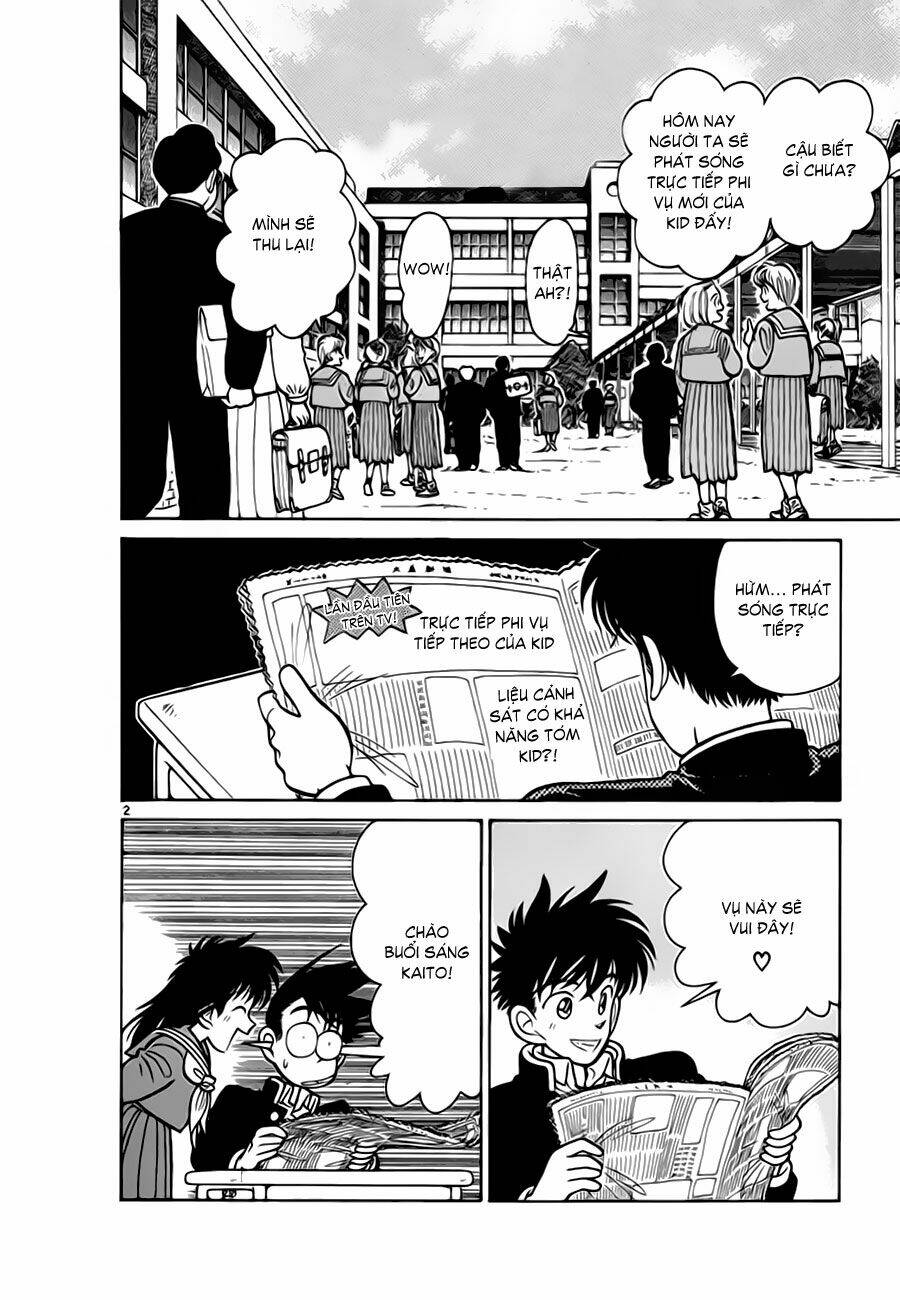 CẬU BIẾT
GÌ CHƯA?
HÔM NAY
NGƯỜI TA SẼ
PHÁT SÓNG
TRỰC TIẾP PHI
VỤ MỚI CỦA
KID ĐẤY!
THẬT
AH?!
WOW!
MÌNH SẼ
THU LẠI!
HỪM... PHÁT
SÓNG TRỰC
TIẾP?
LẦN ĐẦU TIÊN
TRÊN TV!
TRỰC TIẾP PHI VỤ
TIẾP THEO CỦA KID
LIỆU CẢNH
SÁT CÓ KHẢ
NĂNG TÓM
KID?!
2
VỤ NÀY SẼ
VUI ĐÂY!
♥
CHÀO
BUỔI SÁNG
KAITO!